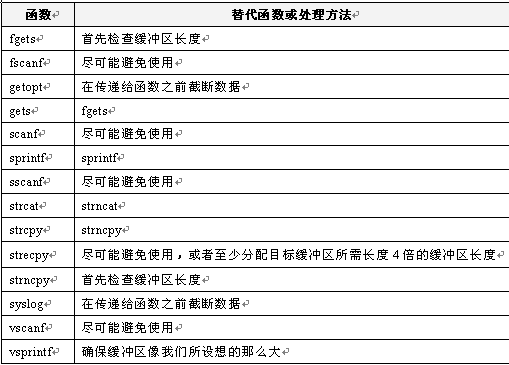 函数 替代函数或处理方法
fgets 首先检查缓冲区长度
fscanf 尽可能避免使用
getopt 在传递给函数之前截断数据
gets fgets
scanf 尽可能避免使用
sprintf sprintf
sscanf 尽可能避免使用
strcat strncat
strcpy strncpy
strecpy 尽可能避免使用，或者至少分配目标缓冲区所需长度 4 倍的缓冲区长度
strncpy 首先检查缓冲区长度
syslog 在传递给函数之前截断数据
vscanf 尽可能避免使用
vsprintf 确保缓冲区像我们所设想的那么大